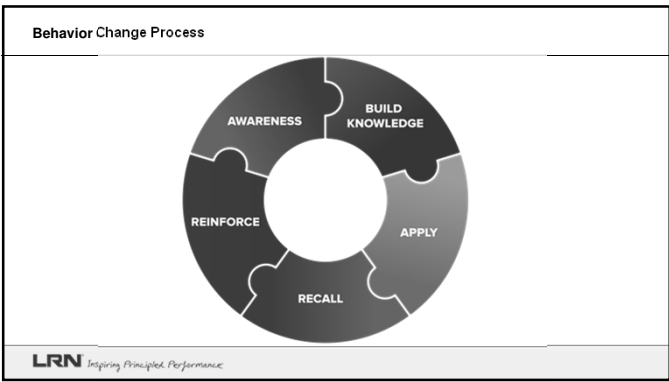 Behavior Change Process
AWARENESS
BUILD
KNOWLEDGE
APPLY
RECALL
REINFORCE
LRN Inspiring Principled Performance